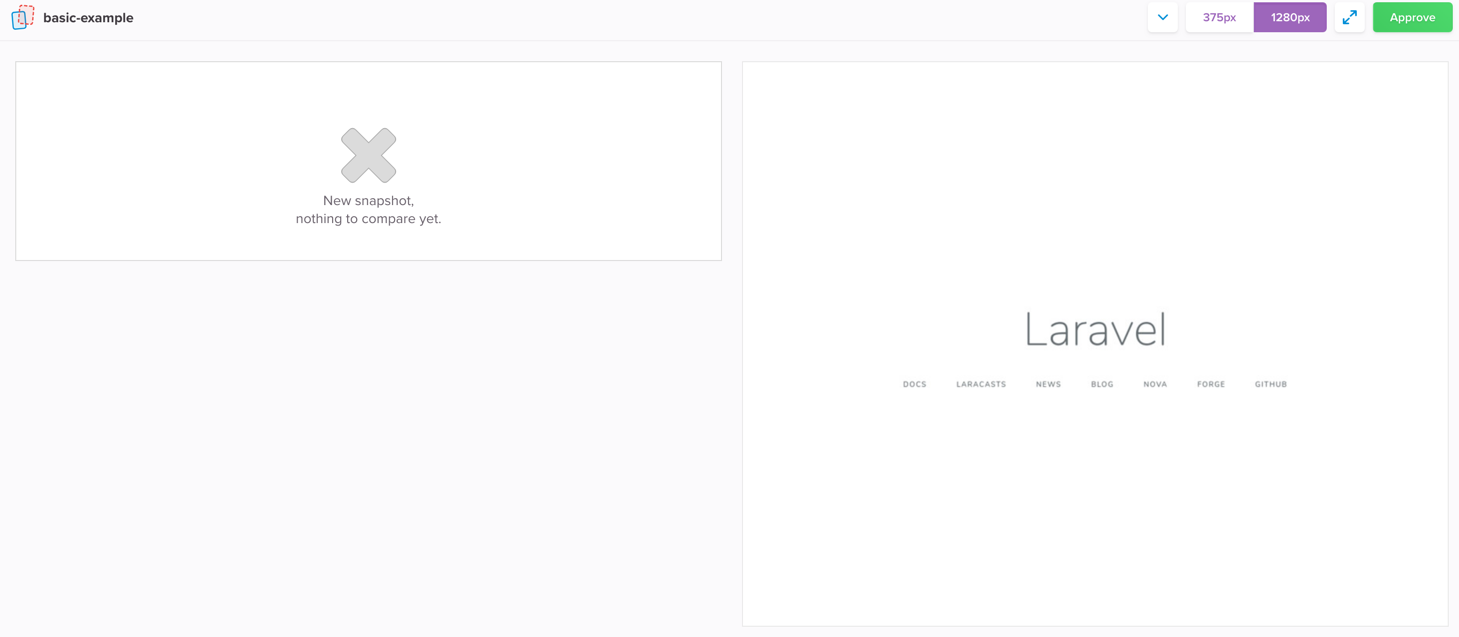 basic-example
375px
1280px
Approve
New snapshot,
nothing to compare yet.
Laravel
DOCS LARACASTS NEWS BLOG NOVA FORGE GITHUB